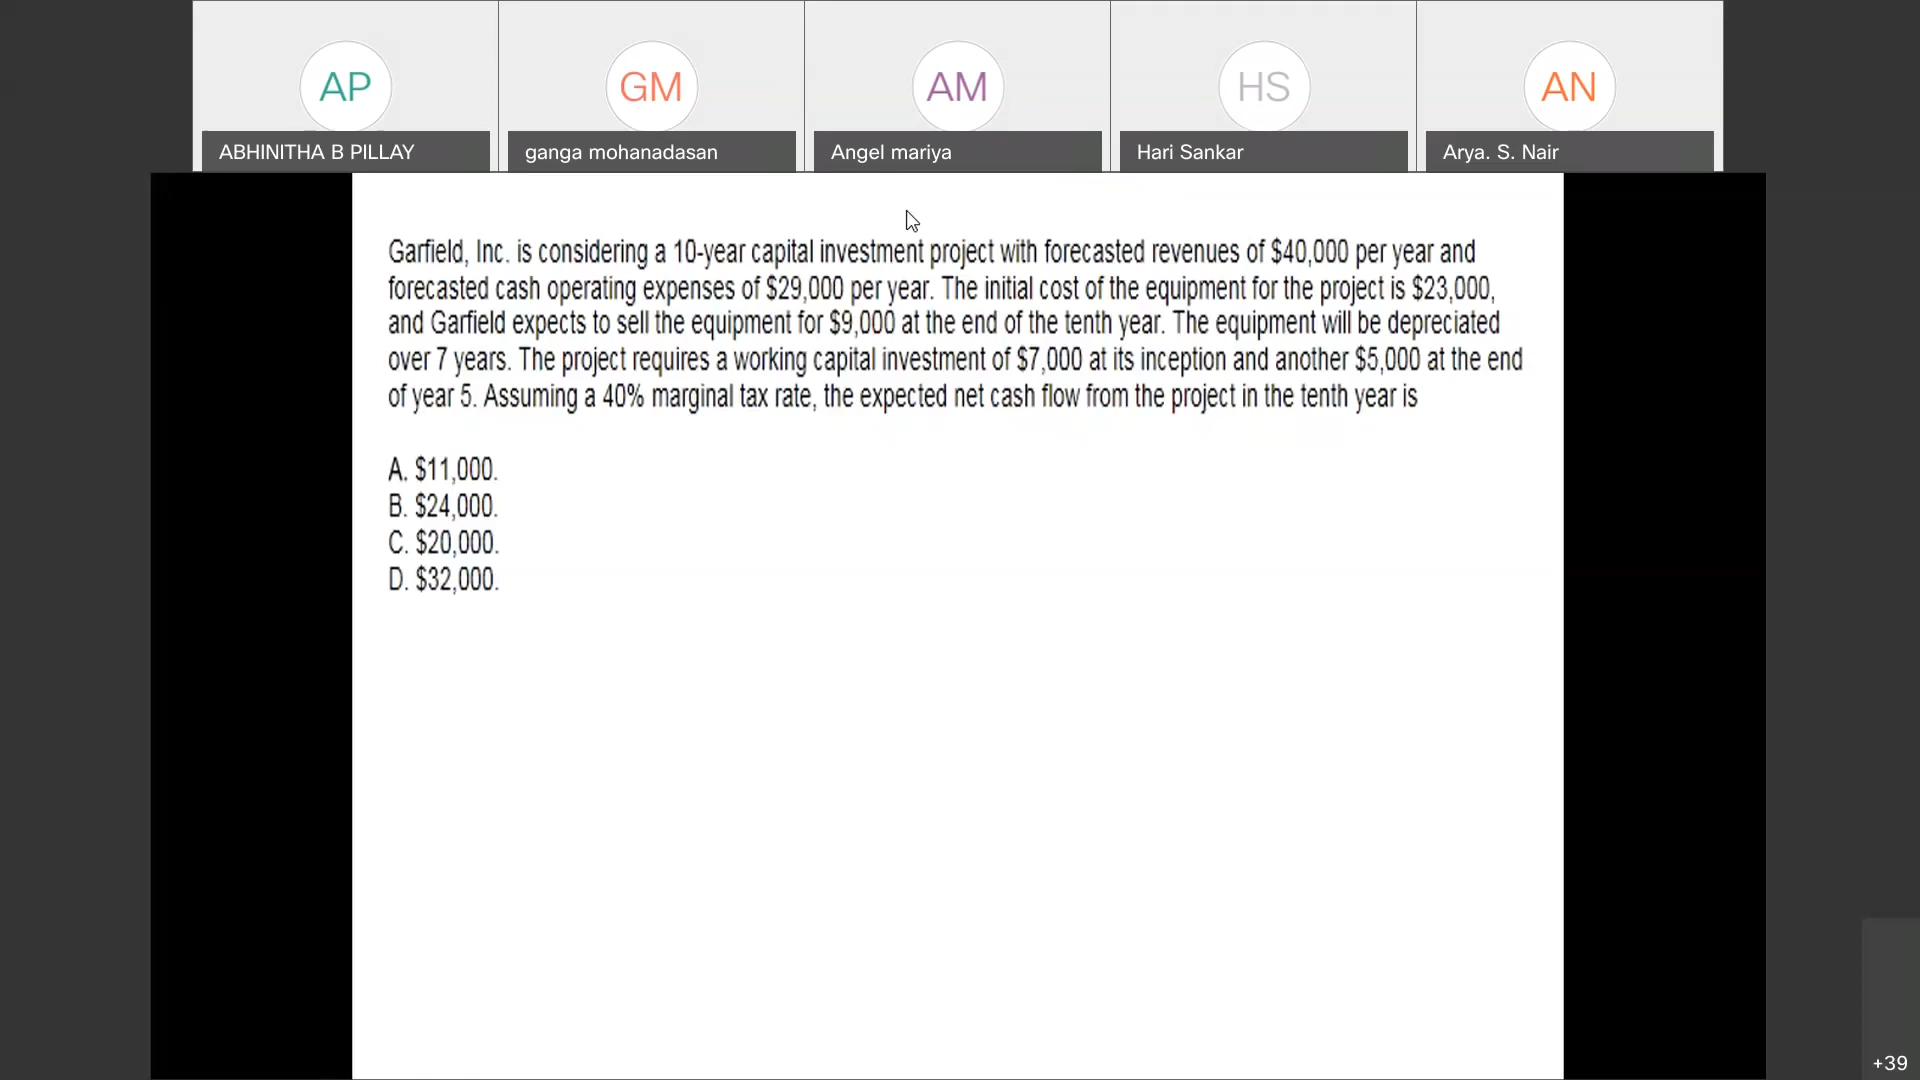 AP
GM
AM
HS
AN
ABHINITHA B PILLAY
ganga mohanadasan
Angel mariya
Hari Sankar
Arya. S. Nair
Garfield, Inc. is considering a 10-year capital investment project with forecasted revenues of $40,000 per year and
forecasted cash operating expenses of $29,000 per year. The initial cost of the equipment for the project is $23,000,
and Garfield expects to sell the equipment for $9,000 at the end of the tenth year. The equipment will be depreciated
over 7 years. The project requires a working capital investment of $7,000 at its inception and another $5,000 at the end
of year 5. Assuming a 40% marginal tax rate, the expected net cash flow from the project in the tenth year is
A. $11,000.
B. $24,000.
C. $20,000.
D. $32,000.
+39